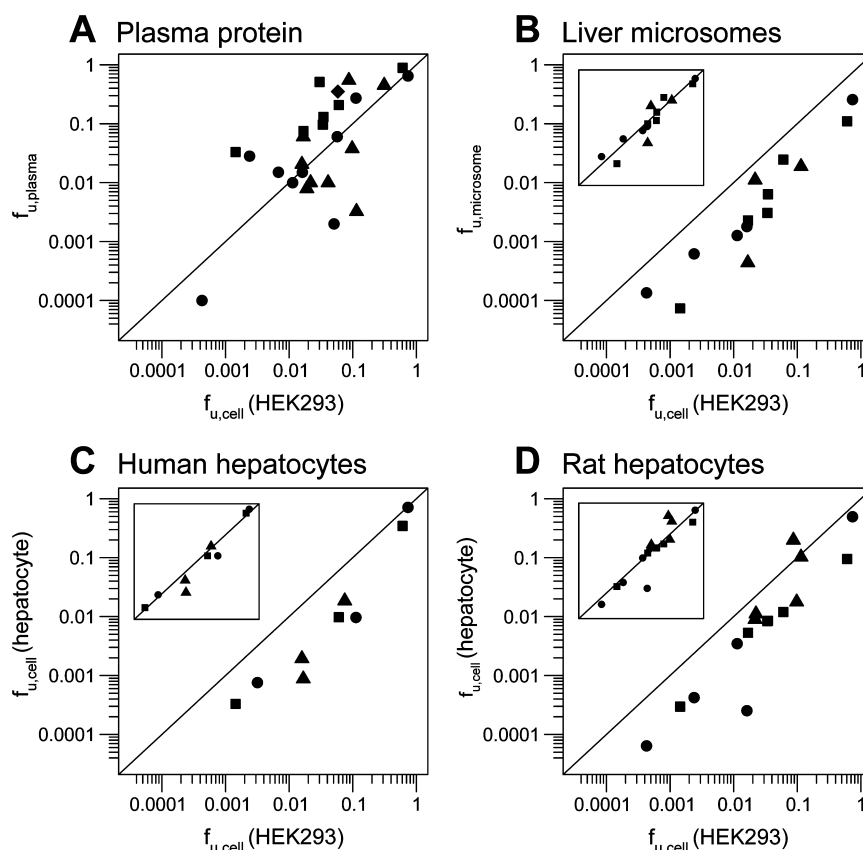 A Plasma protein
1
0.1
0.01
0.001
0.0001
f_u,plasma
0.0001 0.001 0.01 0.1 1
f_u,cell (HEK293)
B Liver microsomes
1
0.1
0.01
0.001
0.0001
f_u,microsome
0.0001 0.001 0.01 0.1 1
f_u,cell (HEK293)
C Human hepatocytes
1
0.1
0.01
0.001
0.0001
f_u,cell (hepatocyte)
0.0001 0.001 0.01 0.1 1
f_u,cell (HEK293)
D Rat hepatocytes
1
0.1
0.01
0.001
0.0001
f_u,cell (hepatocyte)
0.0001 0.001 0.01 0.1 1
f_u,cell (HEK293)